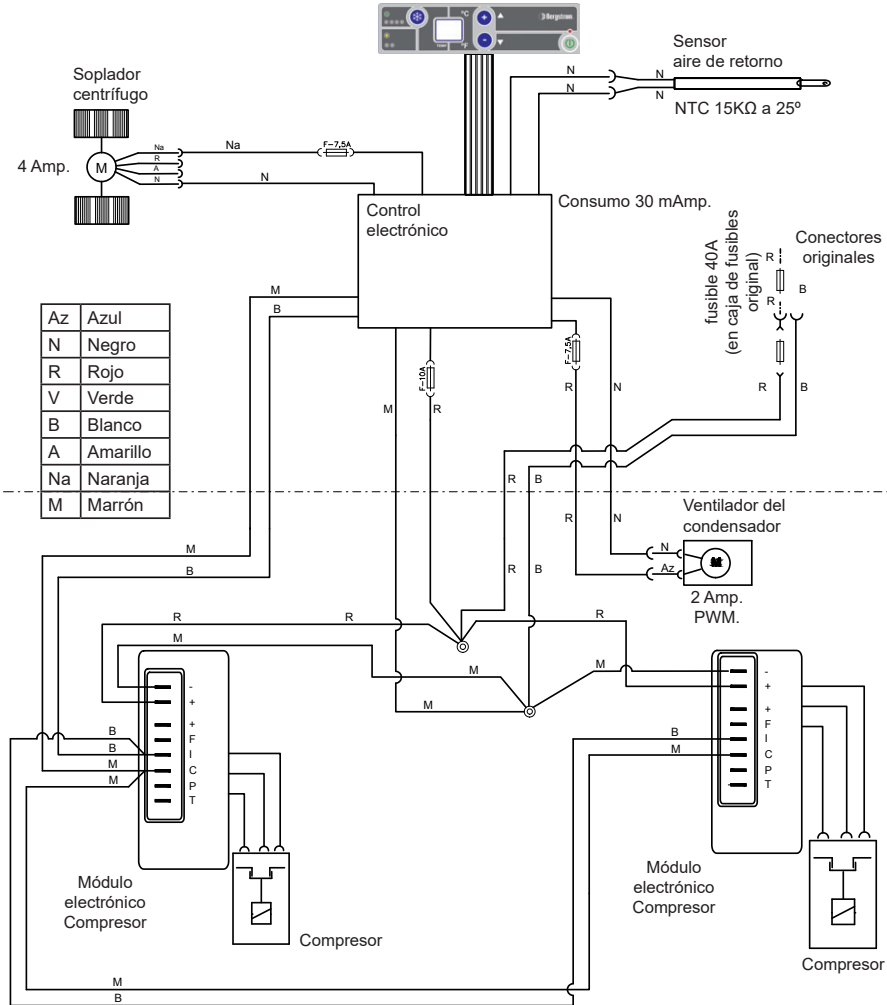 °C
°F
Bergstrom
Sensor
aire de retorno
NTC 15KΩ a 25º
N
N
N
N
Soplador
centrífugo
4 Amp.
M
Na
R
A
N
Na
N
F-7,5A
Control
electrónico
Consumo 30 mAmp.
fusible 40A
(en caja de fusibles
original)
Conectores
originales
R
R
B
R
B
M
B
Az Azul
N Negro
R Rojo
V Verde
B Blanco
A Amarillo
Na Naranja
M Marrón
F-10A
M
R
F-7,5A
R
N
R
B
R
N
R
B
Ventilador del
condensador
N
Az
2 Amp.
PWM.
M
B
R
R
M
R
M
M
M
-
+
+
F
I
C
P
T
B
B
M
M
-
+
+
F
I
C
P
T
B
M
Módulo
electrónico
Compresor
Compresor
Módulo
electrónico
Compresor
Compresor
M
B